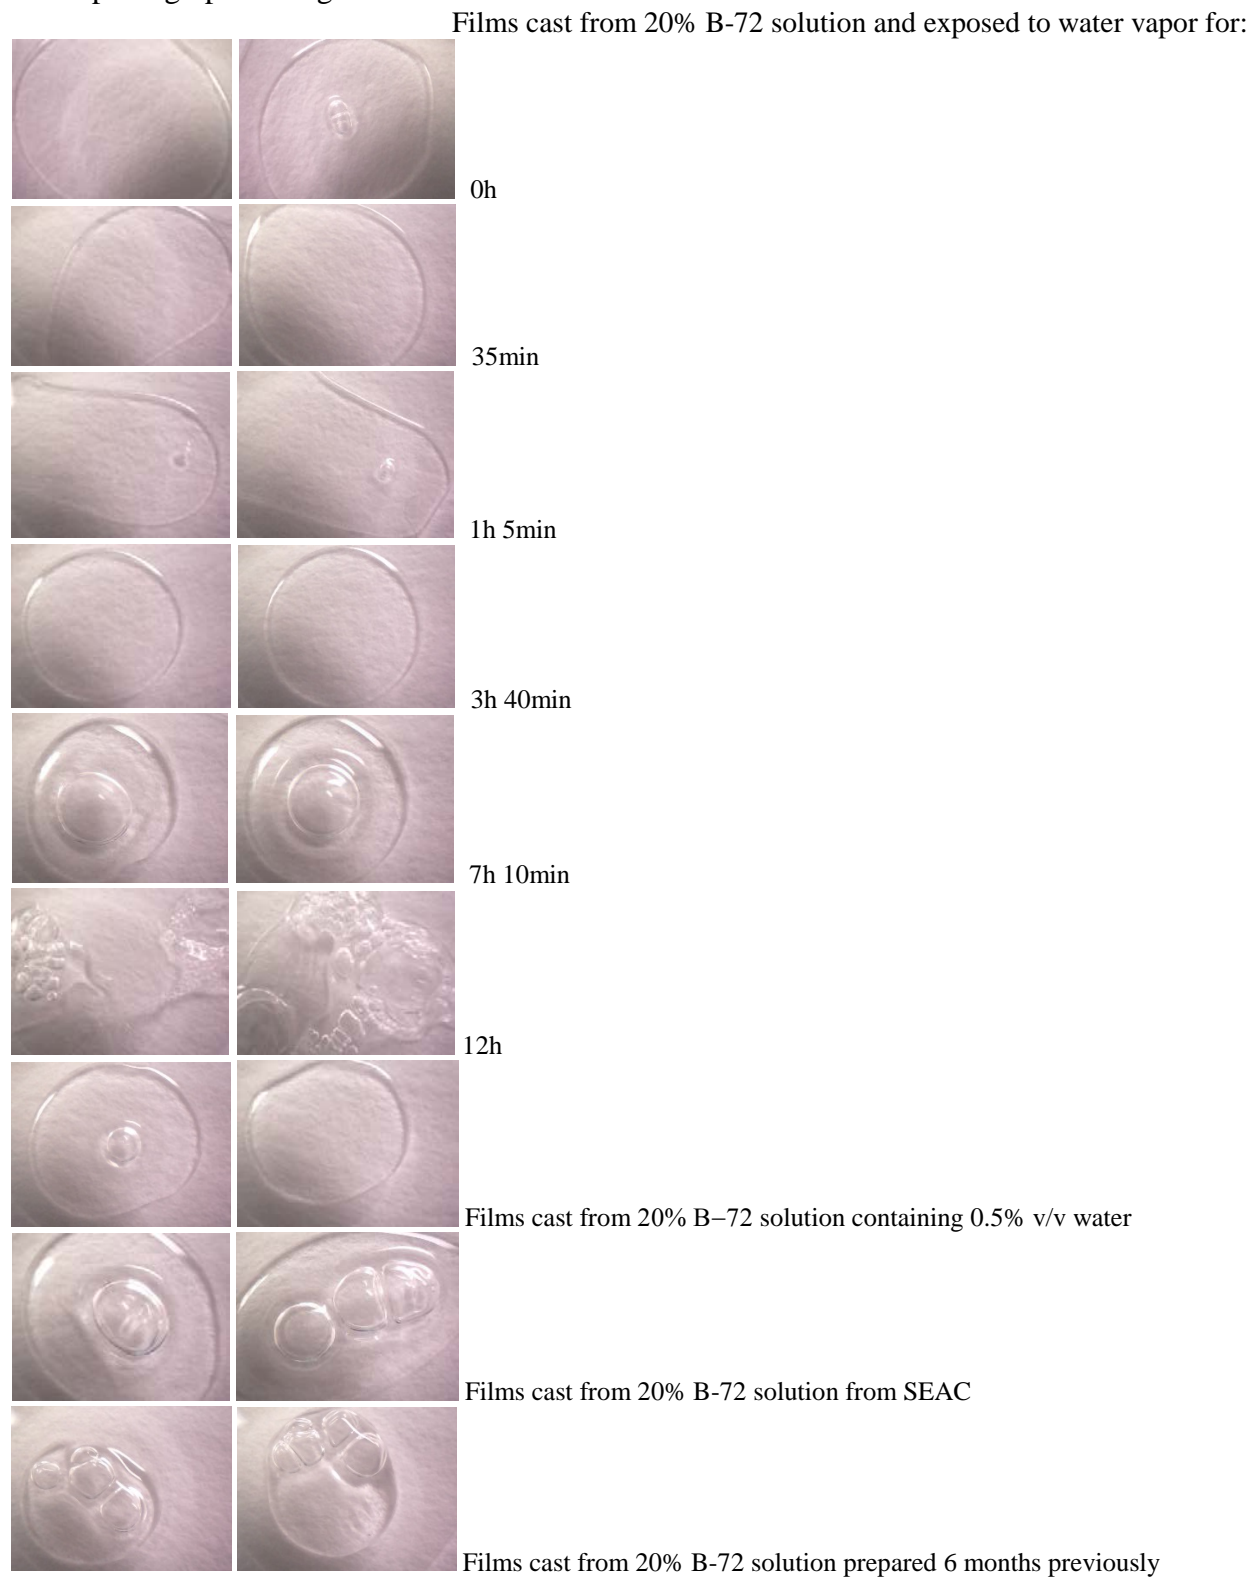 Films cast from 20% B-72 solution and exposed to water vapor for:
0h
35min
1h 5min
3h 40min
7h 10min
12h
Films cast from 20% B−72 solution containing 0.5% v/v water
Films cast from 20% B-72 solution from SEAC
Films cast from 20% B-72 solution prepared 6 months previously